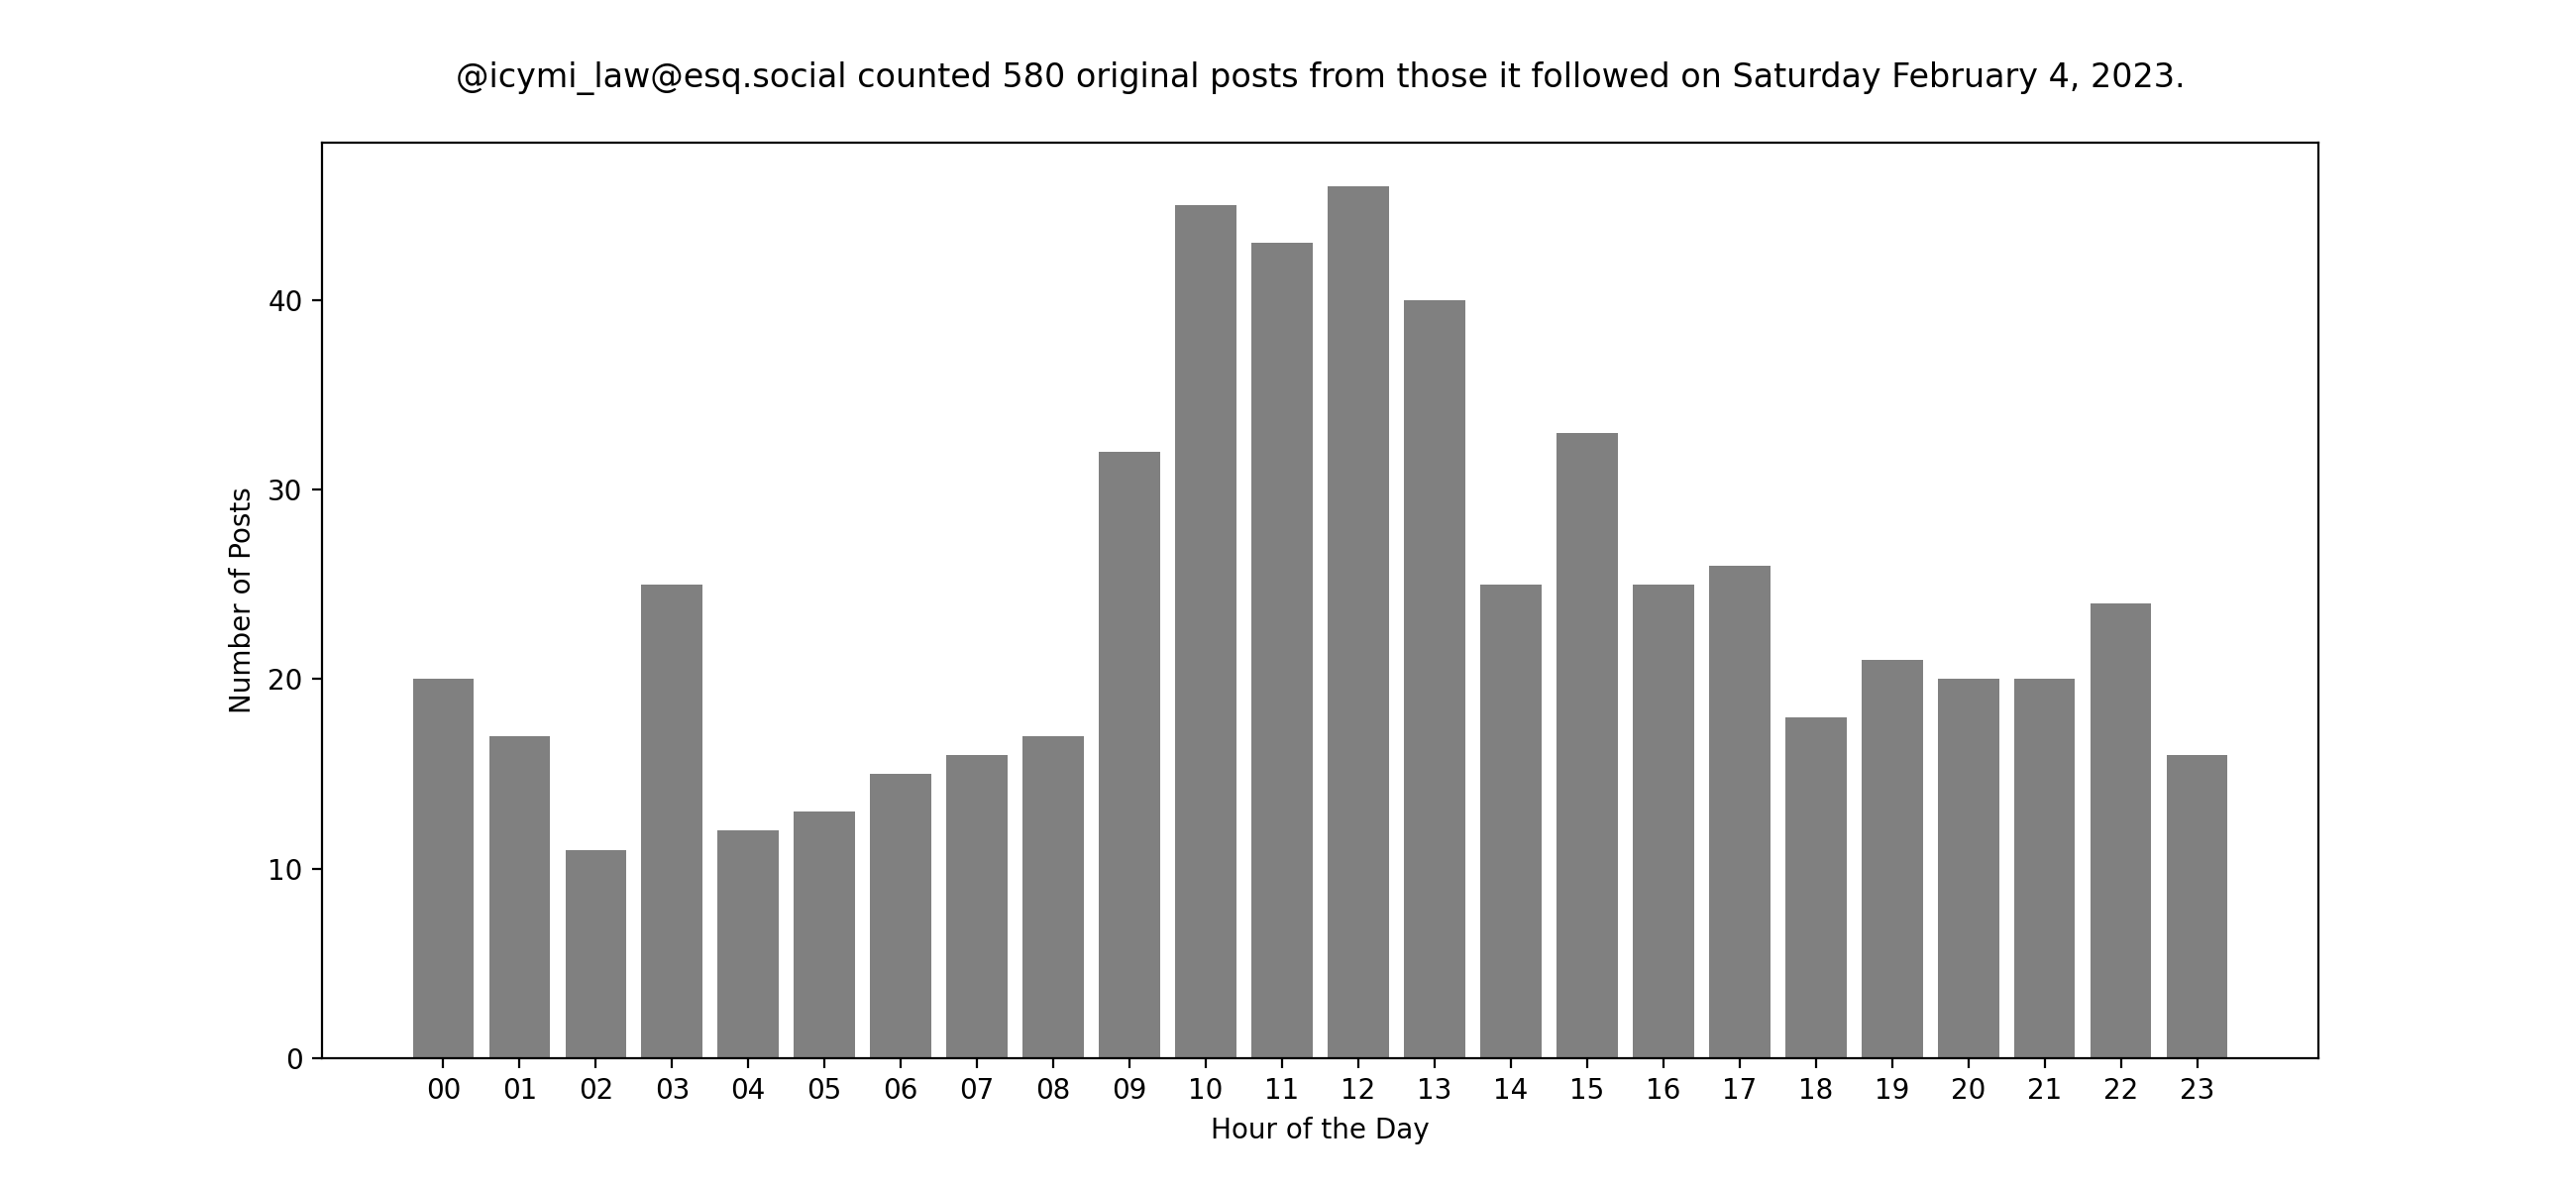 @icymi_law@esq.social counted 580 original posts from those it followed on Saturday February 4, 2023.
Number of Posts
40
30
20
10
0
00 01 02 03 04 05 06 07 08 09 10 11 12 13 14 15 16 17 18 19 20 21 22 23
Hour of the Day